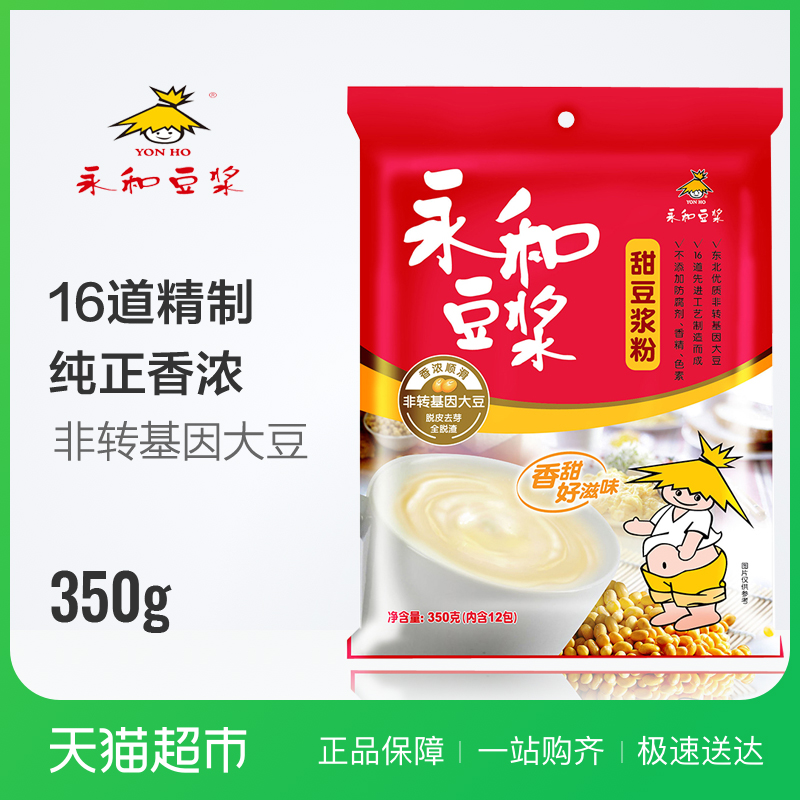 YON HO
®
永和豆浆
16道精制
纯正香浓
非转基因大豆
350g
永和
豆浆
YON HO
永和豆浆
甜豆浆粉
\东北优质非转基因大豆
\16道先进工艺制造而成
\不添加防腐剂、香精、色素
香浓顺滑
非转基因大豆
脱皮去芽
全脱渣
香甜
好滋味
图片仅供参考
净含量: 350克(内含12包)
天猫超市
正品保障 | 一站购齐 | 极速送达